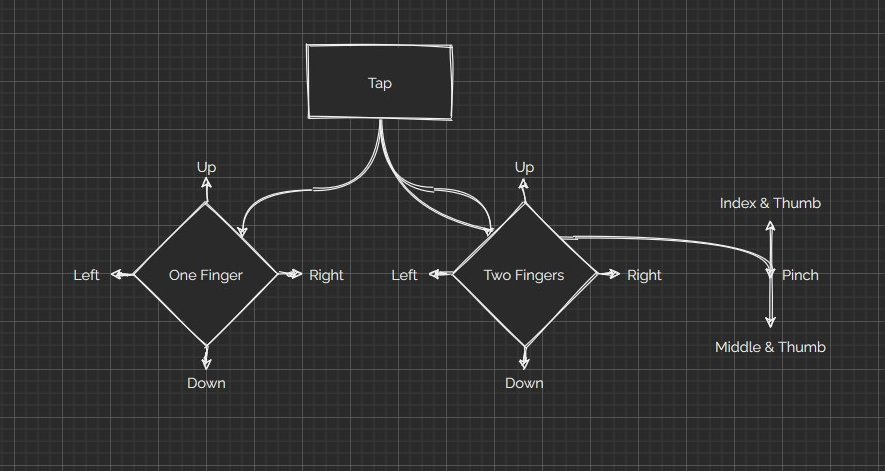 Tap
Up
Up
Index & Thumb
Left
One Finger
Right
Left
Two Fingers
Right
Pinch
Middle & Thumb
Down
Down